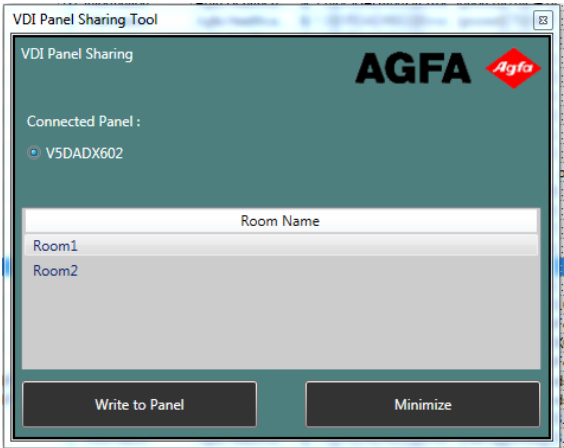 VDI Panel Sharing Tool
VDI Panel Sharing
AGFA Agfa
Connected Panel :
V5DADX602
Room Name
Room1
Room2
Write to Panel
Minimize